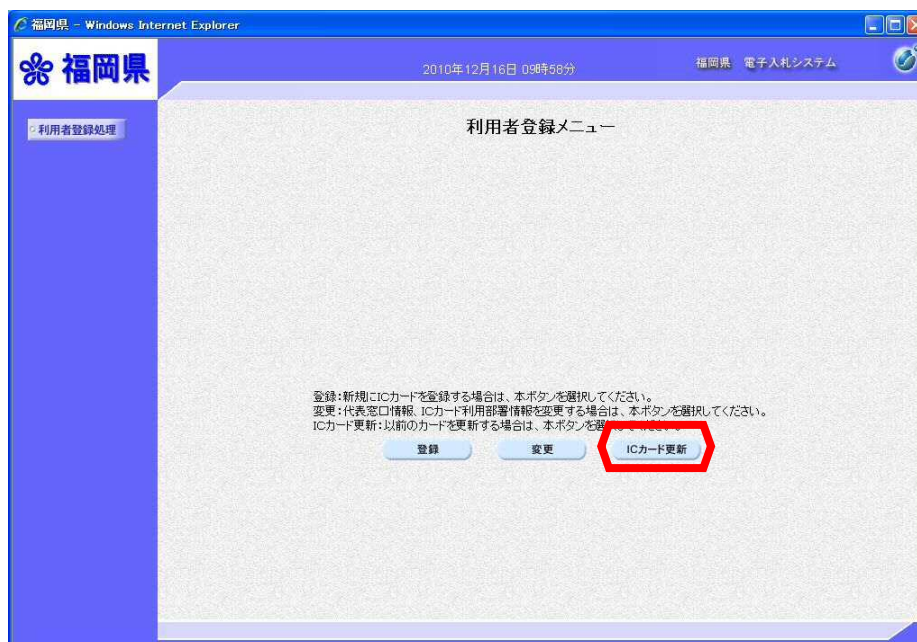 福岡県 - Windows Internet Explorer
福岡県
2010年12月16日 09時58分
福岡県 電子入札システム
利用者登録処理
利用者登録メニュー
登録:新規にICカードを登録する場合は、本ボタンを選択してください。
変更:代表窓口情報、ICカード利用部署情報を変更する場合は、本ボタンを選択してください。
ICカード更新:以前のカードを更新する場合は、本ボタンを選択してください。
登録
変更
ICカード更新